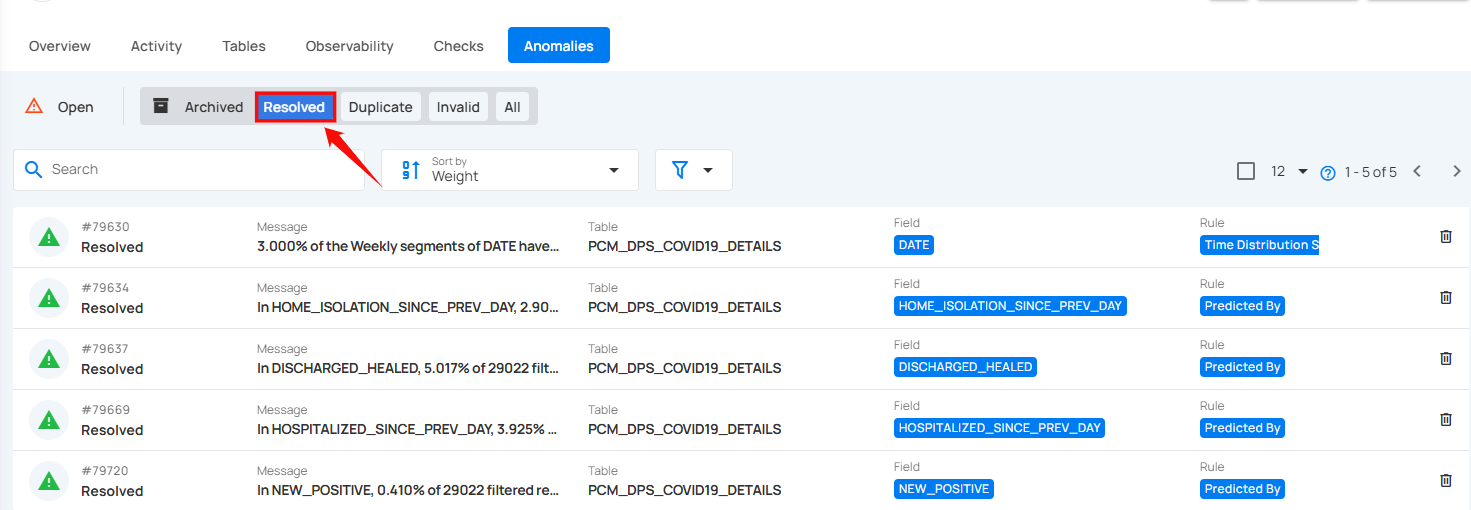 Overview Activity Tables Observability Checks Anomalies
Open Archived Resolved Duplicate Invalid All
Search Sort by Weight 12 1 - 5 of 5
#79630 Message Table Field Rule
Resolved 3.000% of the Weekly segments of DATE have... PCM_DPS_COVID19_DETAILS DATE Time Distribution S
#79634 Message Table Field Rule
Resolved In HOME_ISOLATION_SINCE_PREV_DAY, 2.90... PCM_DPS_COVID19_DETAILS HOME_ISOLATION_SINCE_PREV_DAY Predicted By
#79637 Message Table Field Rule
Resolved In DISCHARGED_HEALED, 5.017% of 29022 filt... PCM_DPS_COVID19_DETAILS DISCHARGED_HEALED Predicted By
#79669 Message Table Field Rule
Resolved In HOSPITALIZED_SINCE_PREV_DAY, 3.925% ... PCM_DPS_COVID19_DETAILS HOSPITALIZED_SINCE_PREV_DAY Predicted By
#79720 Message Table Field Rule
Resolved In NEW_POSITIVE, 0.410% of 29022 filtered re... PCM_DPS_COVID19_DETAILS NEW_POSITIVE Predicted By